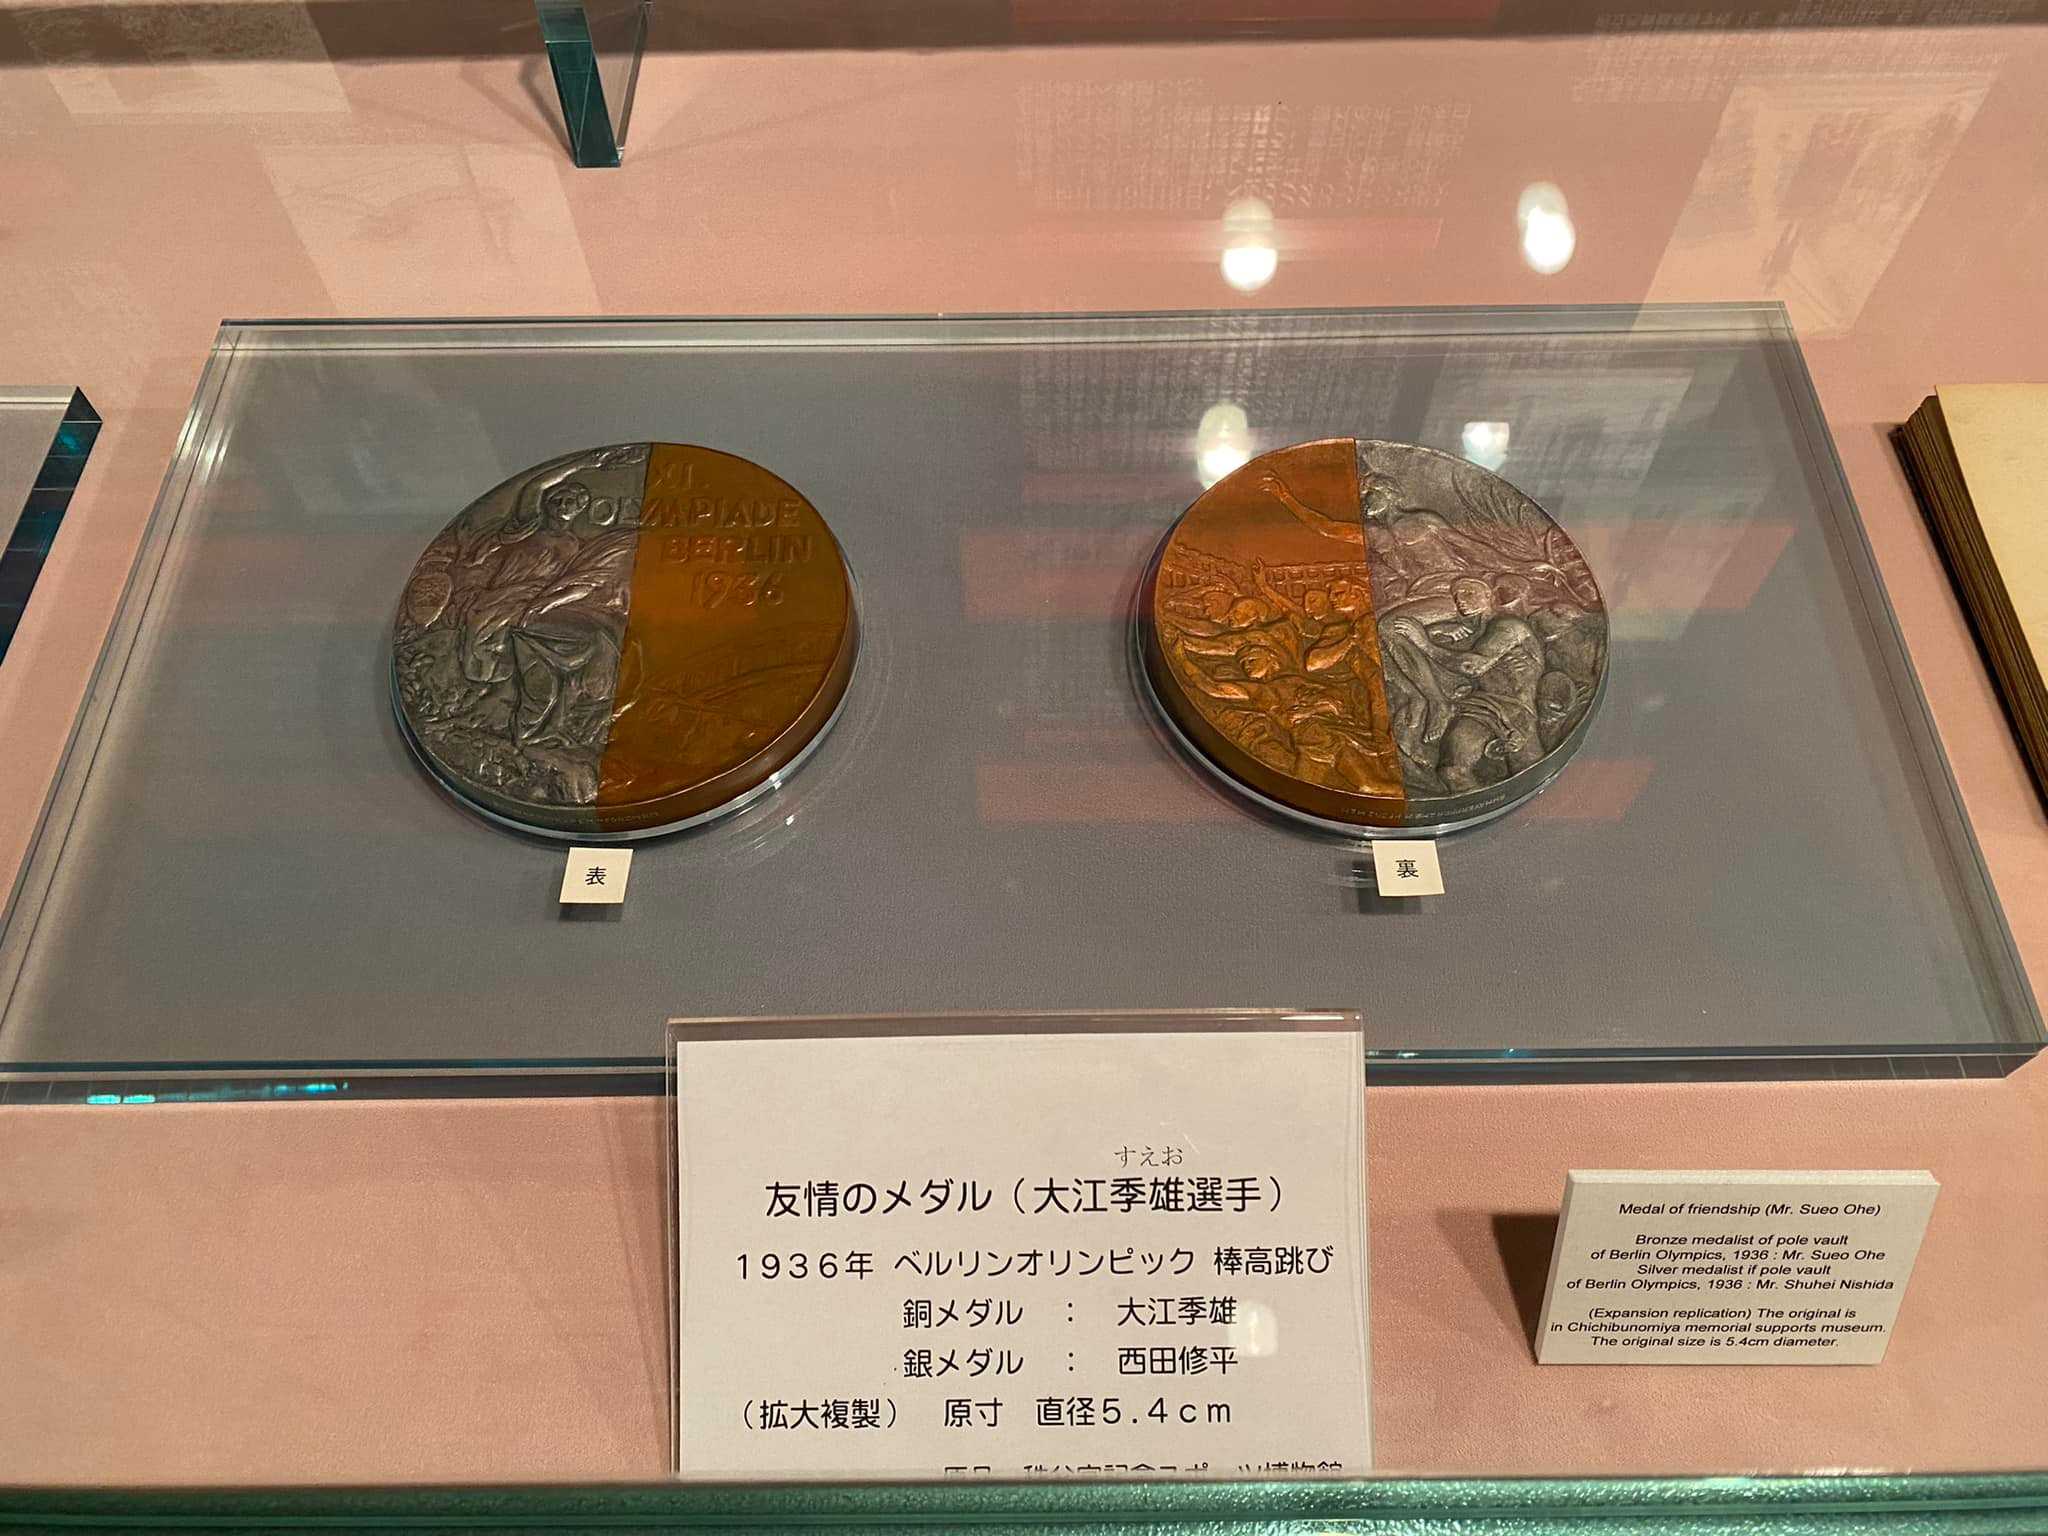 XI.
OLYMPIADE
BERLIN
1936
表
裏
すえお
友情のメダル（大江季雄選手）
1936年 ベルリンオリンピック 棒高跳び
銅メダル ： 大江季雄
銀メダル ： 西田修平
（拡大複製） 原寸 直径5.4cm
Medal of friendship (Mr. Sueo Ohe)
Bronze medalist of pole vault
of Berlin Olympics, 1936 : Mr. Sueo Ohe
Silver medalist if pole vault
of Berlin Olympics, 1936 : Mr. Shuhei Nishida
(Expansion replication) The original is
in Chichibunomiya memorial supports museum.
The original size is 5.4cm diameter.